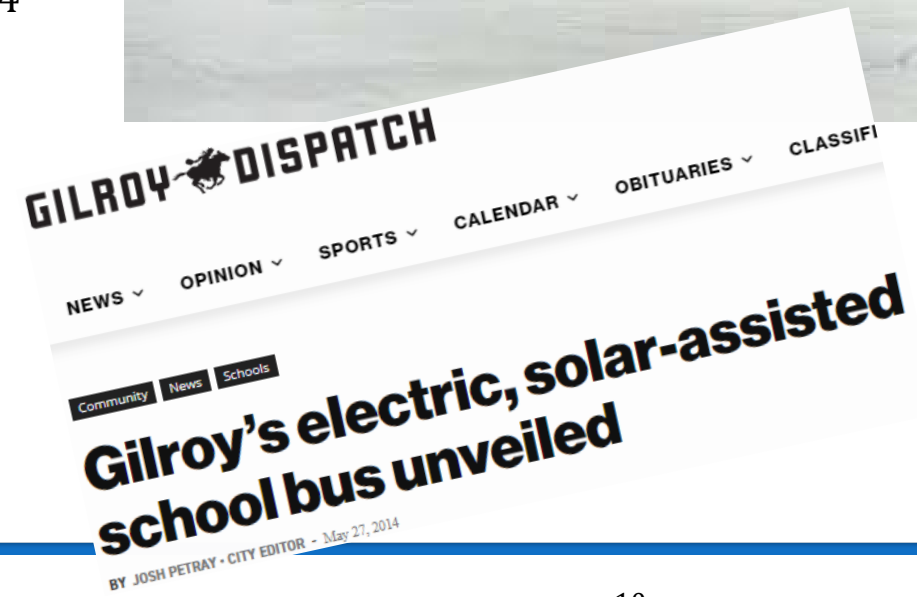 4
GILROY DISPATCH
NEWS OPINION SPORTS CALENDAR OBITUARIES
Community News Schools
Gilroy's electric, solar-assisted
school bus unveiled
BY JOSH PETRAY • CITY EDITOR - May 27, 2014